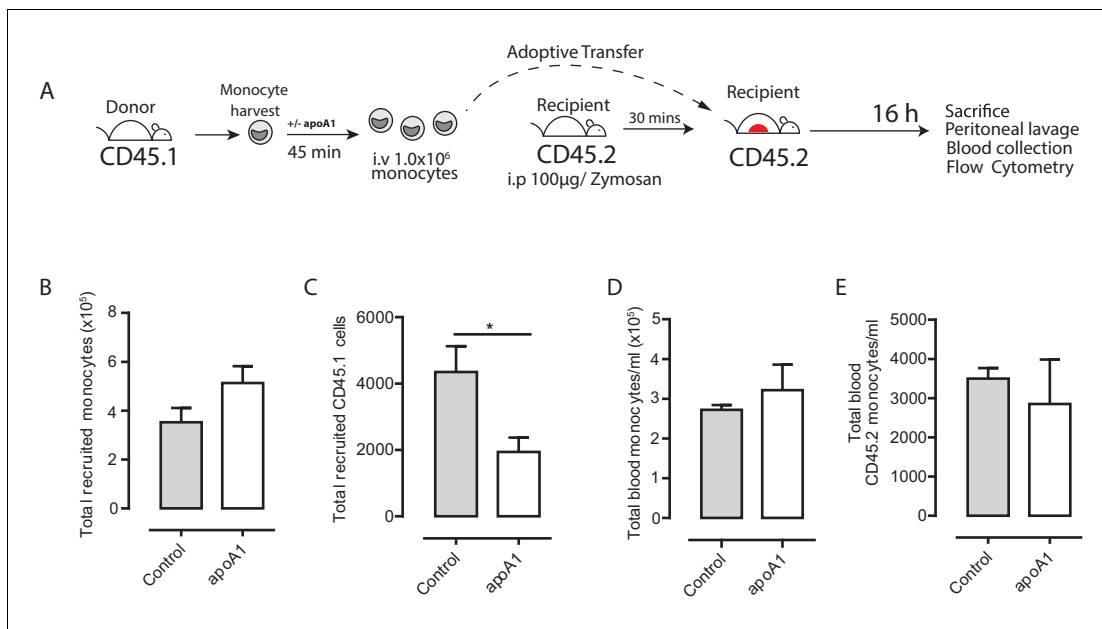 A
Donor
CD45.1
Monocyte
harvest
+/- apoA1
45 min
i.v 1.0x10⁶
monocytes
Adoptive Transfer
Recipient
CD45.2
i.p 100µg/ Zymosan
30 mins
Recipient
CD45.2
16 h
Sacrifice
Peritoneal lavage
Blood collection
Flow Cytometry
B
Total recruited monocytes (x10⁵)
8
6
4
2
0
Control
apoA1
C
Total recruited CD45.1 cells
6000
4000
2000
0
*
Control
apoA1
D
Total blood monocytes/ml (x10⁵)
5
4
3
2
1
0
Control
apoA1
E
Total blood
CD45.2 monocytes/ml
5000
4000
3000
2000
1000
0
Control
apoA1